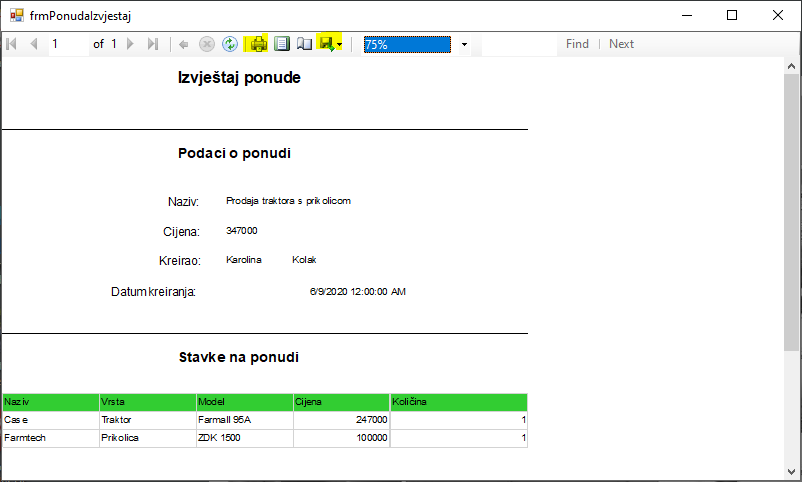 frmPonudaIzvjestaj
1 of 1 75% Find | Next
Izvještaj ponude
Podaci o ponudi
Naziv: Prodaja traktora s prikolicom
Cijena: 347000
Kreirao: Karolina Kolak
Datum kreiranja: 6/9/2020 12:00:00 AM
Stavke na ponudi
Naziv Vrsta Model Cijena Količina
Case Traktor Farmall 95A 247000 1
Farmtech Prikolica ZDK 1500 100000 1